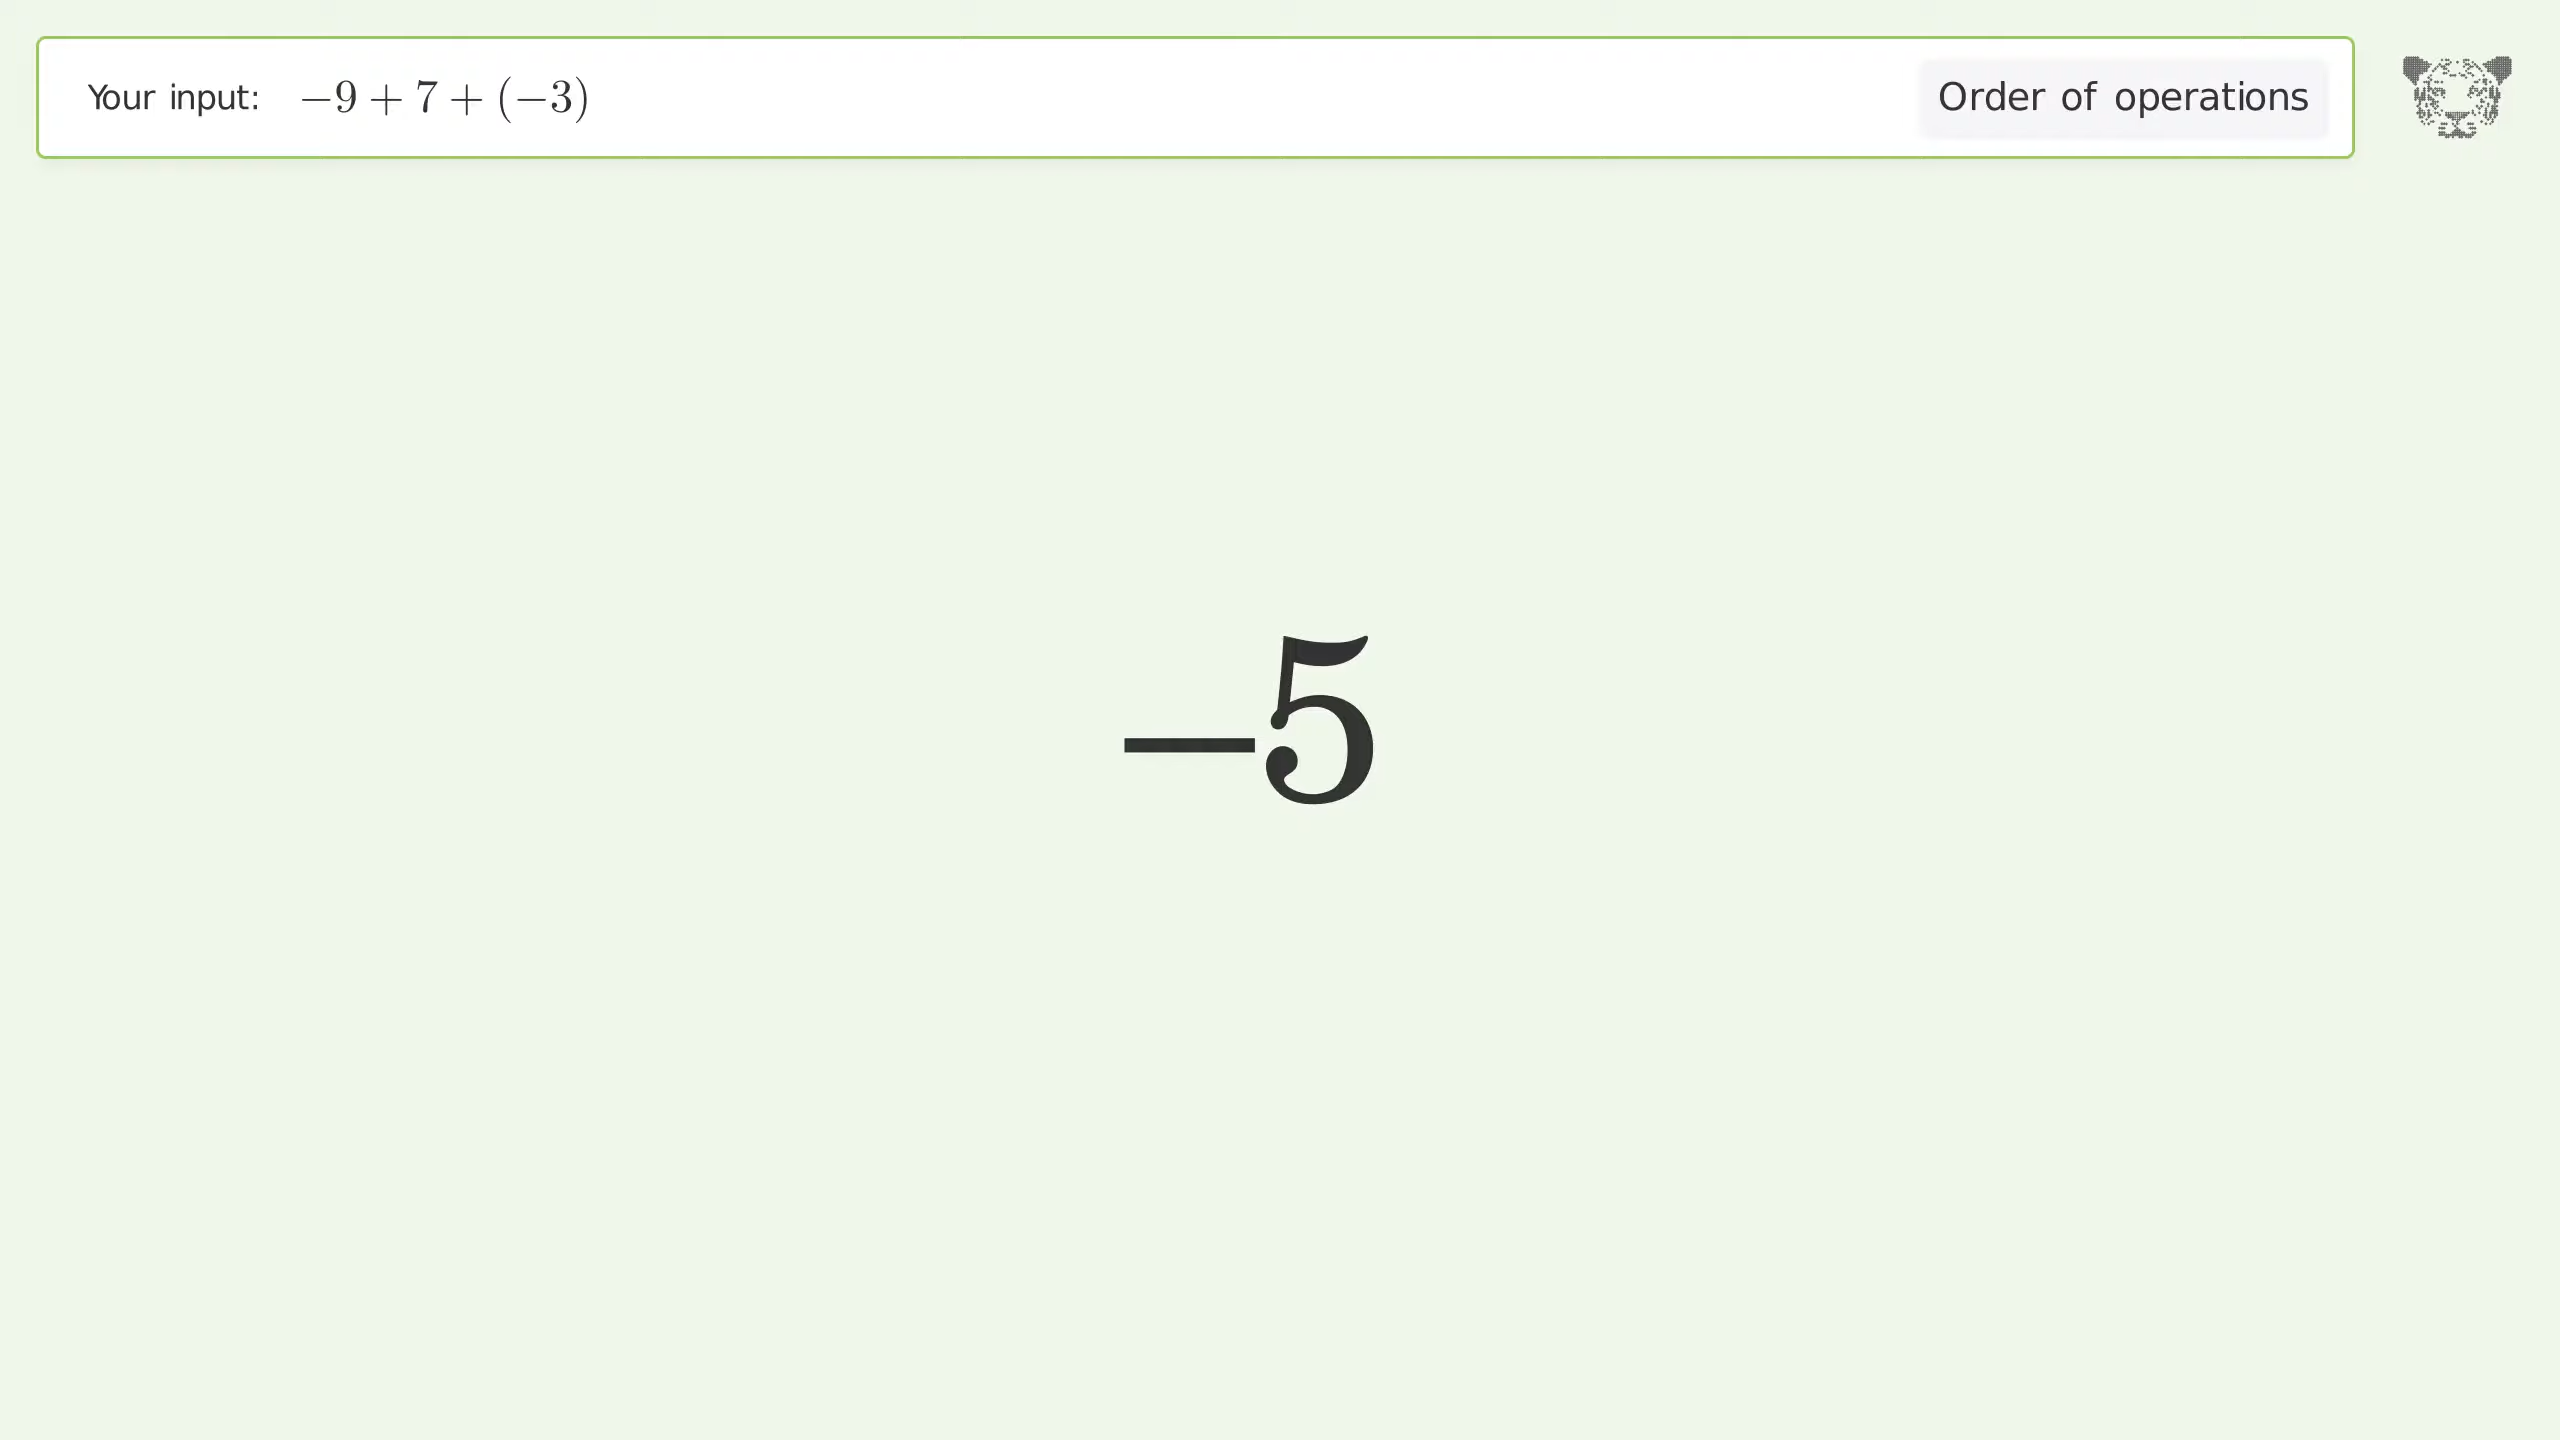 Your input: −9 + 7 + (−3) Order of operations
−5